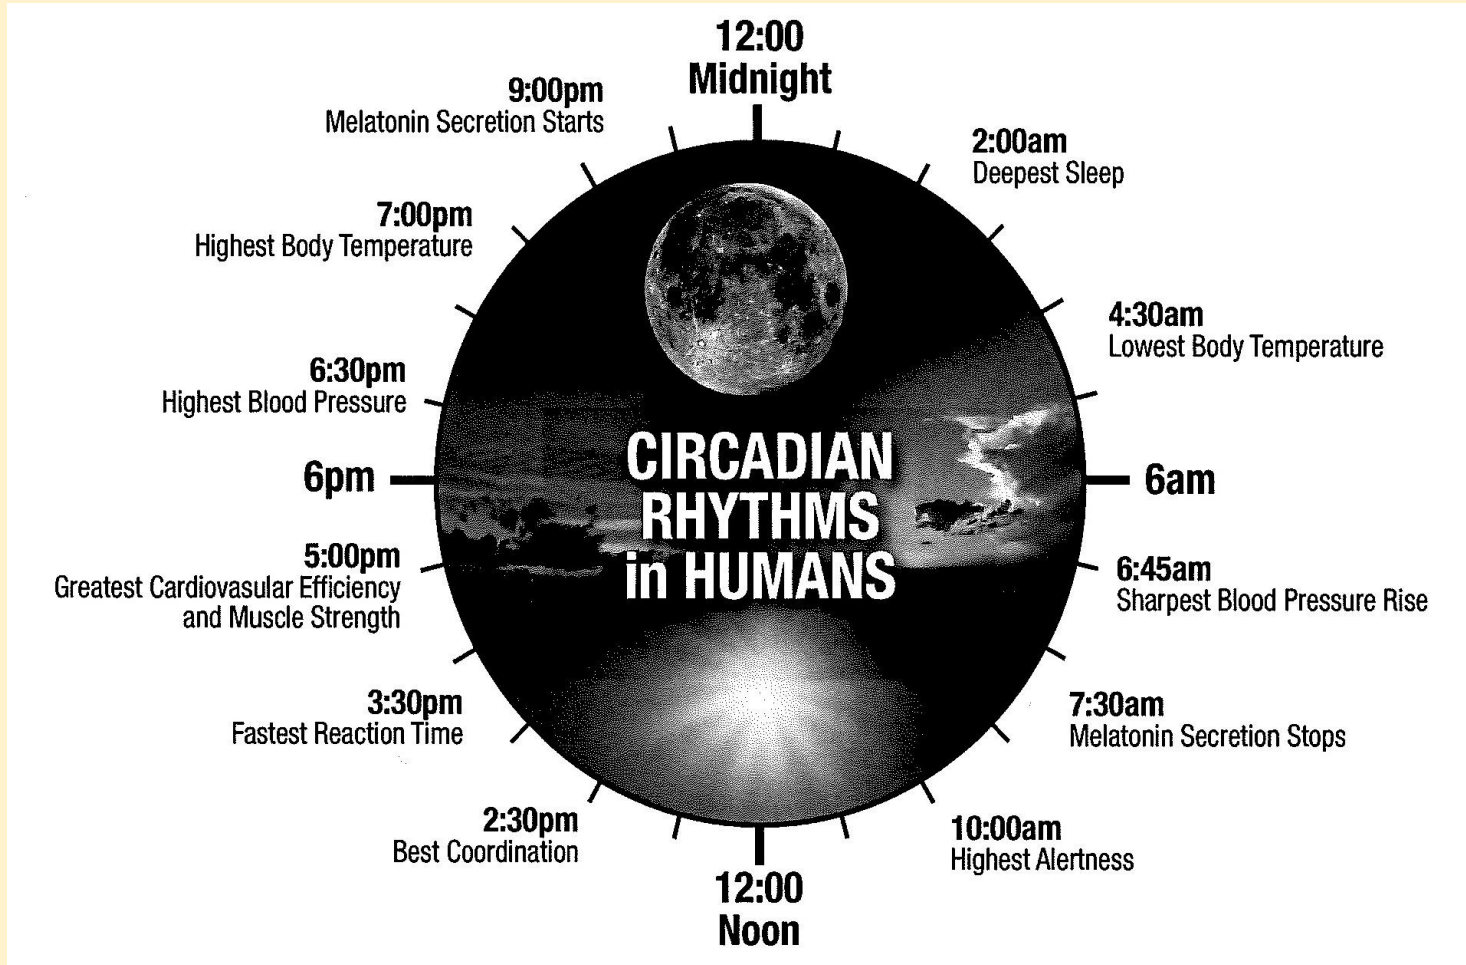 12:00
Midnight
2:00am
Deepest Sleep
4:30am
Lowest Body Temperature
6am
6:45am
Sharpest Blood Pressure Rise
7:30am
Melatonin Secretion Stops
10:00am
Highest Alertness
12:00
Noon
2:30pm
Best Coordination
3:30pm
Fastest Reaction Time
5:00pm
Greatest Cardiovasular Efficiency
and Muscle Strength
6pm
6:30pm
Highest Blood Pressure
7:00pm
Highest Body Temperature
9:00pm
Melatonin Secretion Starts
CIRCADIAN
RHYTHMS
in HUMANS